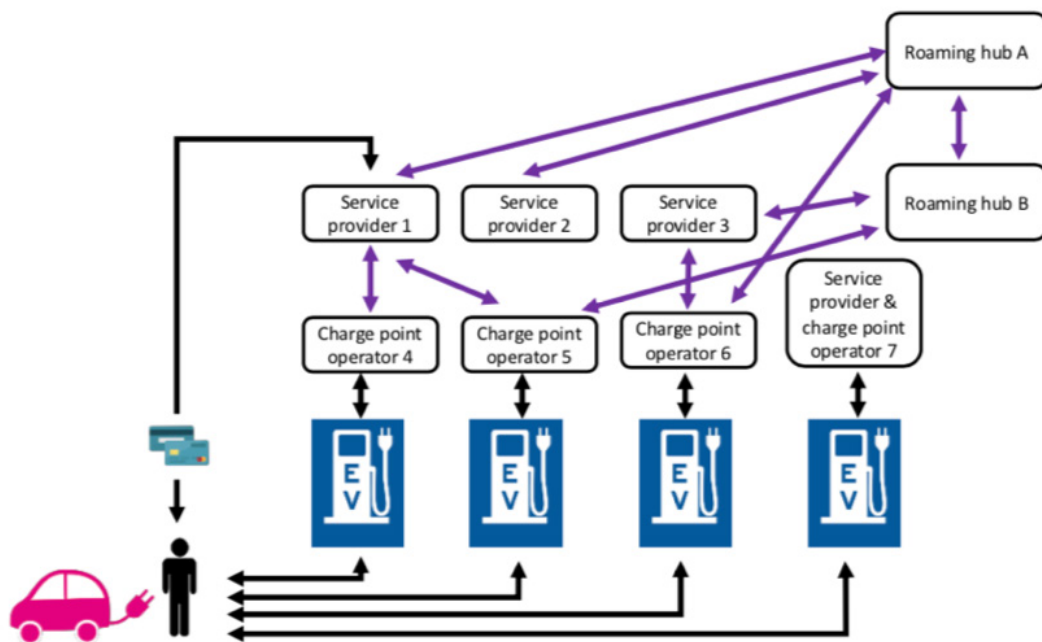 Roaming hub A
Service
provider 1
Service
provider 2
Service
provider 3
Roaming hub B
Service
provider &
charge point
operator 7
Charge point
operator 4
Charge point
operator 5
Charge point
operator 6
E
V
E
V
E
V
E
V